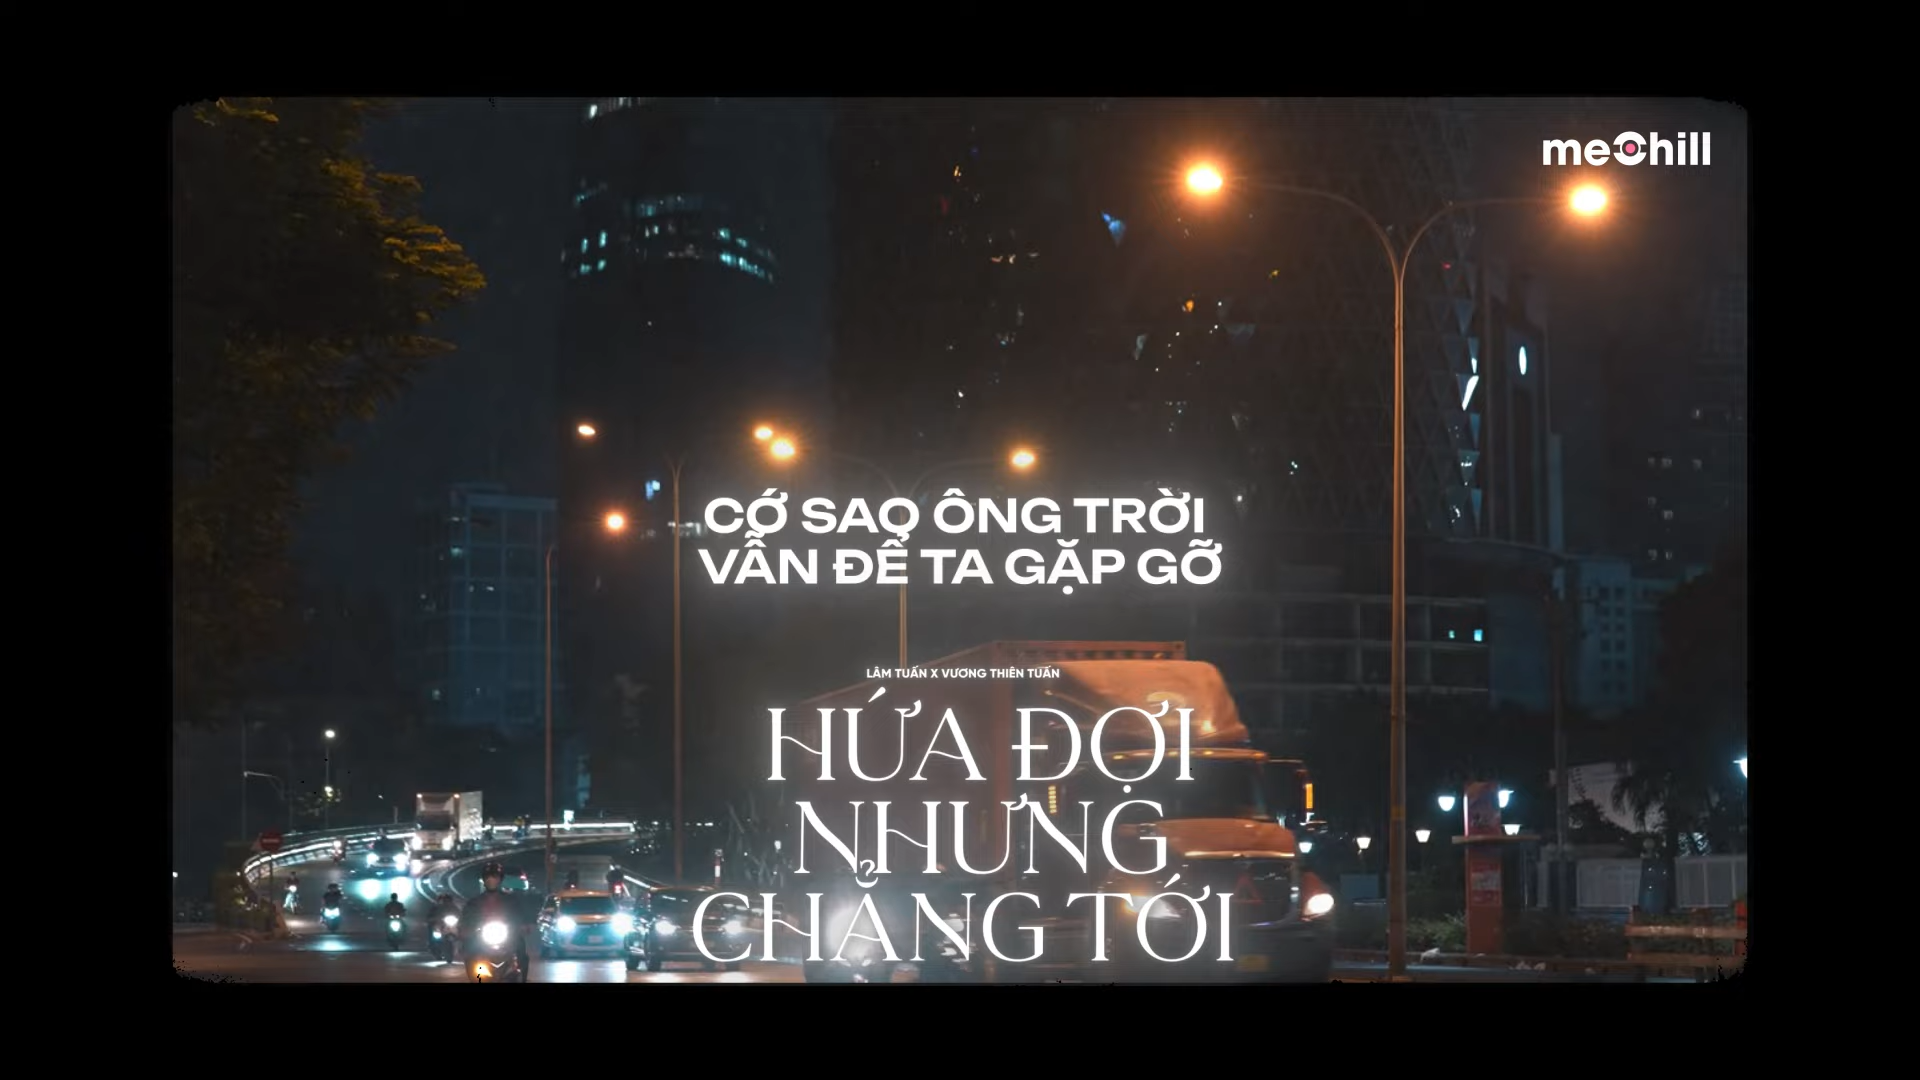 meChill
CỚ SAO ÔNG TRỜI
VẪN ĐỂ TA GẶP GỠ
LÂM TUẤN X VƯƠNG THIÊN TUẤN
HỨA ĐỢI
NHƯNG
CHẲNG TỚI